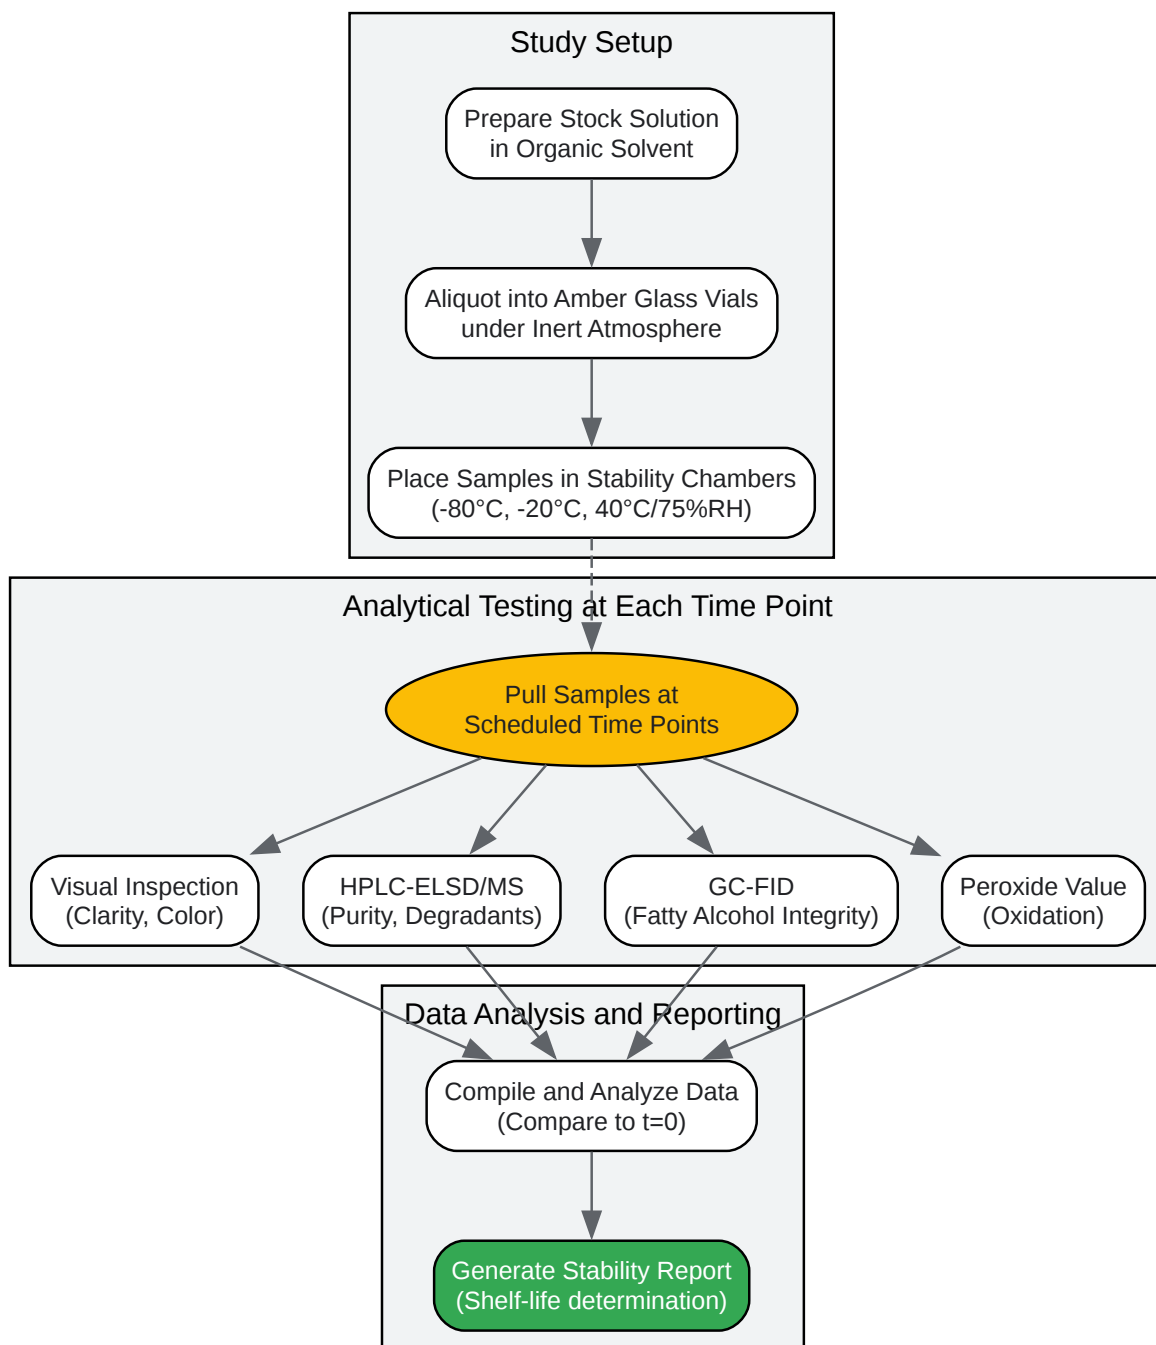 Study Setup
Prepare Stock Solution
in Organic Solvent
Aliquot into Amber Glass Vials
under Inert Atmosphere
Place Samples in Stability Chambers
(-80°C, -20°C, 40°C/75%RH)
Analytical Testing at Each Time Point
Pull Samples at
Scheduled Time Points
Visual Inspection
(Clarity, Color)
HPLC-ELSD/MS
(Purity, Degradants)
GC-FID
(Fatty Alcohol Integrity)
Peroxide Value
(Oxidation)
Data Analysis and Reporting
Compile and Analyze Data
(Compare to t=0)
Generate Stability Report
(Shelf-life determination)